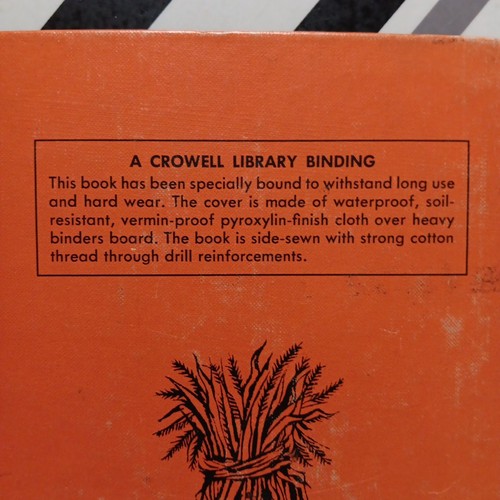 A CROWELL LIBRARY BINDING
This book has been specially bound to withstand long use
and hard wear. The cover is made of waterproof, soil-
resistant, vermin-proof pyroxylin-finish cloth over heavy
binders board. The book is side-sewn with strong cotton
thread through drill reinforcements.